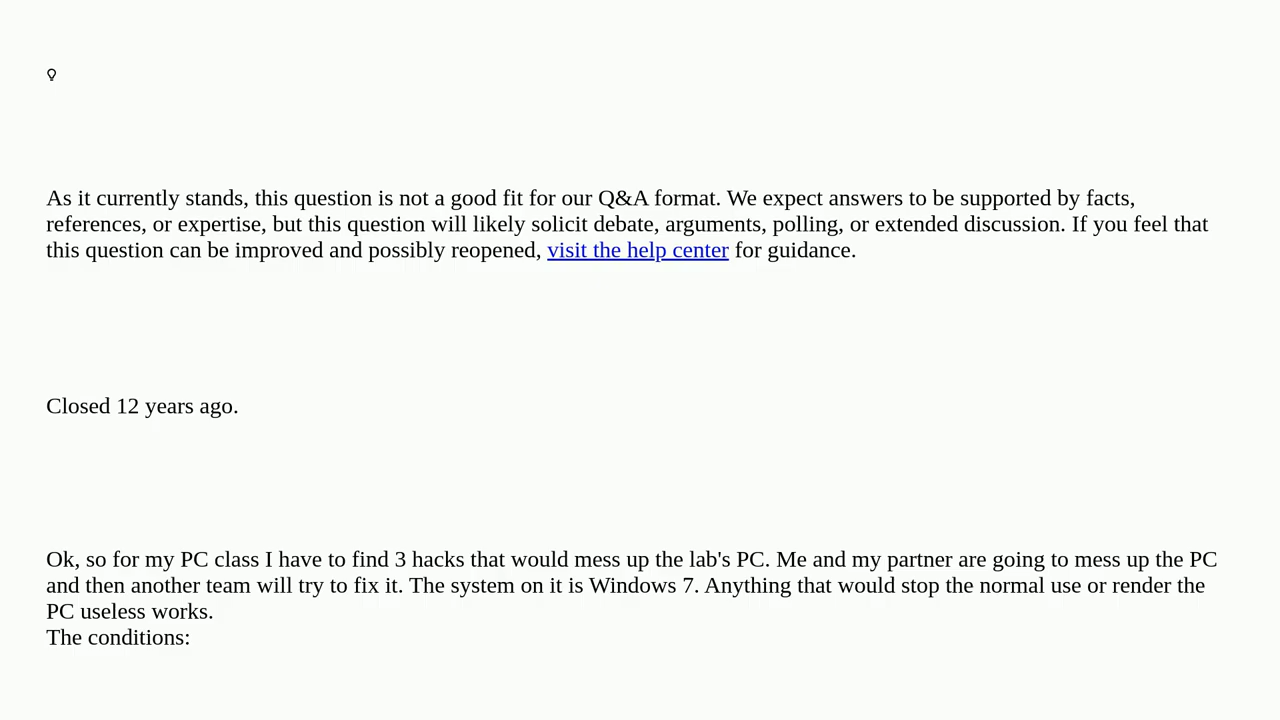 As it currently stands, this question is not a good fit for our Q&A format. We expect answers to be supported by facts,
references, or expertise, but this question will likely solicit debate, arguments, polling, or extended discussion. If you feel that
this question can be improved and possibly reopened, visit the help center for guidance.
Closed 12 years ago.
Ok, so for my PC class I have to find 3 hacks that would mess up the lab's PC. Me and my partner are going to mess up the PC
and then another team will try to fix it. The system on it is Windows 7. Anything that would stop the normal use or render the
PC useless works.
The conditions: